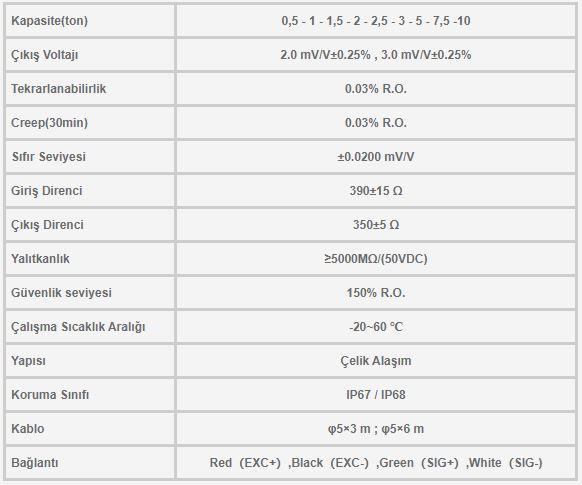 Kapasite(ton) 0,5 - 1 - 1,5 - 2 - 2,5 - 3 - 5 - 7,5 -10
Çıkış Voltajı 2.0 mV/V±0.25% , 3.0 mV/V±0.25%
Tekrarlanabilirlik 0.03% R.O.
Creep(30min) 0.03% R.O.
Sıfır Seviyesi ±0.0200 mV/V
Giriş Direnci 390±15 Ω
Çıkış Direnci 350±5 Ω
Yalıtkanlık ≥5000MΩ/(50VDC)
Güvenlik seviyesi 150% R.O.
Çalışma Sıcaklık Aralığı -20~60 °C
Yapısı Çelik Alaşım
Koruma Sınıfı IP67 / IP68
Kablo φ5×3 m ; φ5×6 m
Bağlantı Red（EXC+）,Black（EXC-）,Green（SIG+）,White（SIG-)